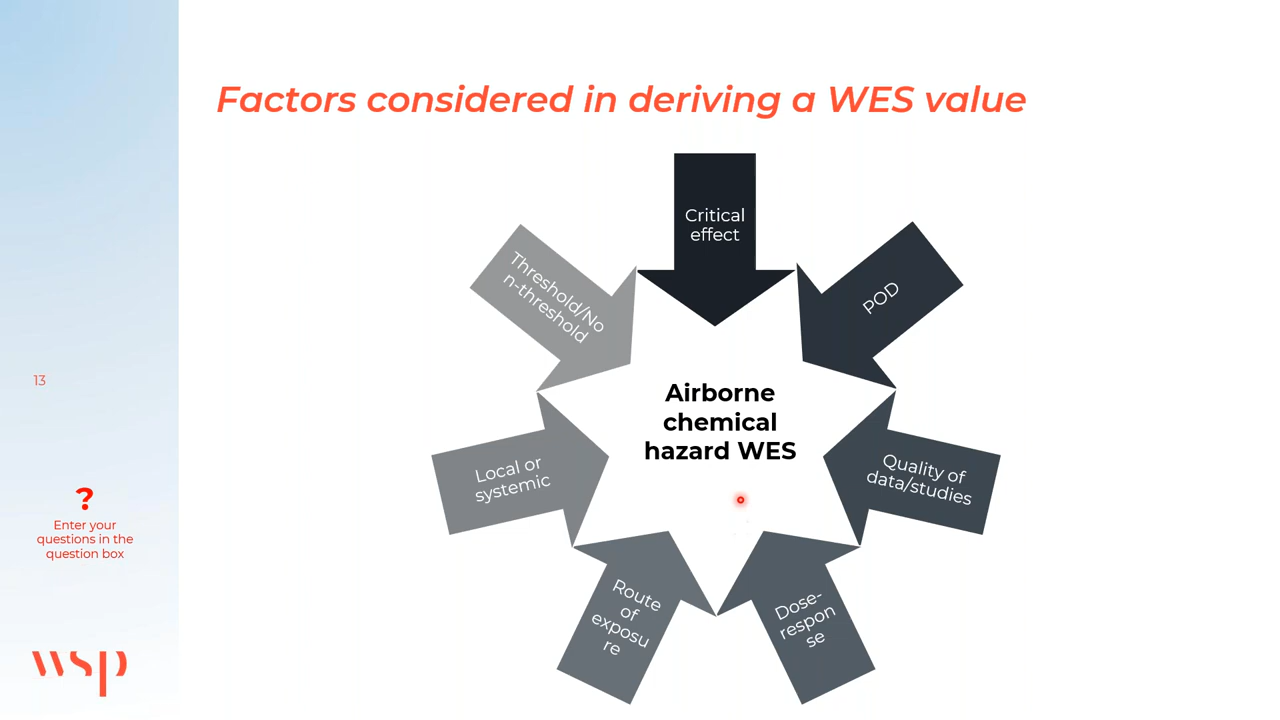 Factors considered in deriving a WES value
Critical
effect
POD
Quality of
data/studies
Dose-
respon
se
Route
of
exposu
re
Local or
systemic
Threshold/No
n-threshold
Airborne
chemical
hazard WES
13
?
Enter your
questions in the
question box
wsp